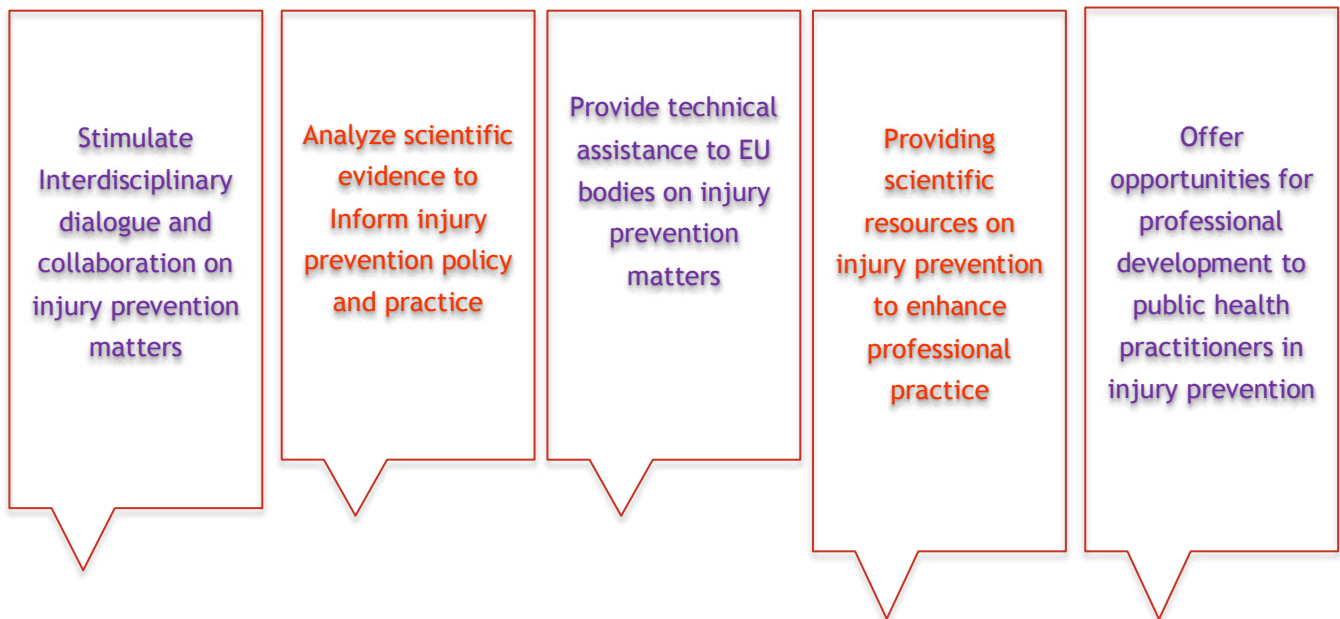 Stimulate
Interdisciplinary
dialogue and
collaboration on
injury prevention
matters
Analyze scientific
evidence to
Inform injury
prevention policy
and practice
Provide technical
assistance to EU
bodies on injury
prevention
matters
Providing
scientific
resources on
injury prevention
to enhance
professional
practice
Offer
opportunities for
professional
development to
public health
practitioners in
injury prevention